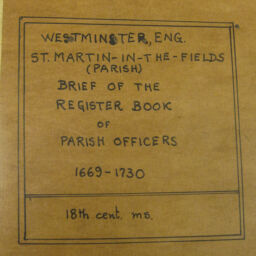 WESTMINSTER, ENG.
ST. MARTIN-IN-THE-FIELDS
(PARISH)
BRIEF OF THE
REGISTER BOOK
OF
PARISH OFFICERS
1669-1730
18th cent. ms.